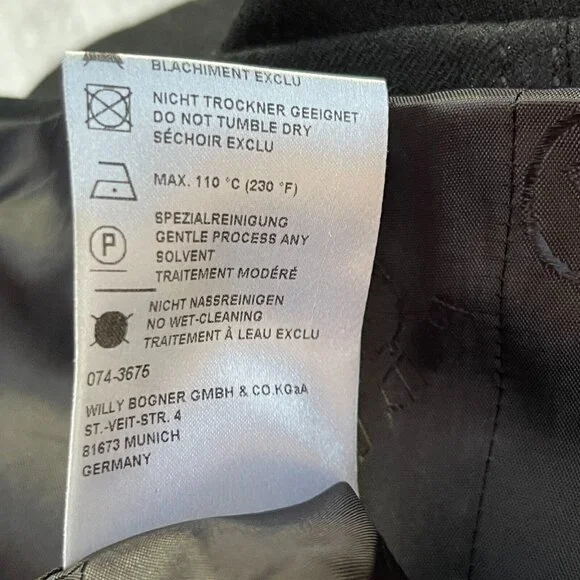 BLACHIMENT EXCLU
NICHT TROCKNER GEEIGNET
DO NOT TUMBLE DRY
SÉCHOIR EXCLU
MAX. 110 °C (230 °F)
SPEZIALREINIGUNG
GENTLE PROCESS ANY
SOLVENT
TRAITEMENT MODÉRÉ
P
NICHT NASSREINIGEN
NO WET-CLEANING
TRAITEMENT À LEAU EXCLU
074-3675
WILLY BOGNER GMBH & CO.KGaA
ST.-VEIT-STR. 4
81673 MUNICH
GERMANY